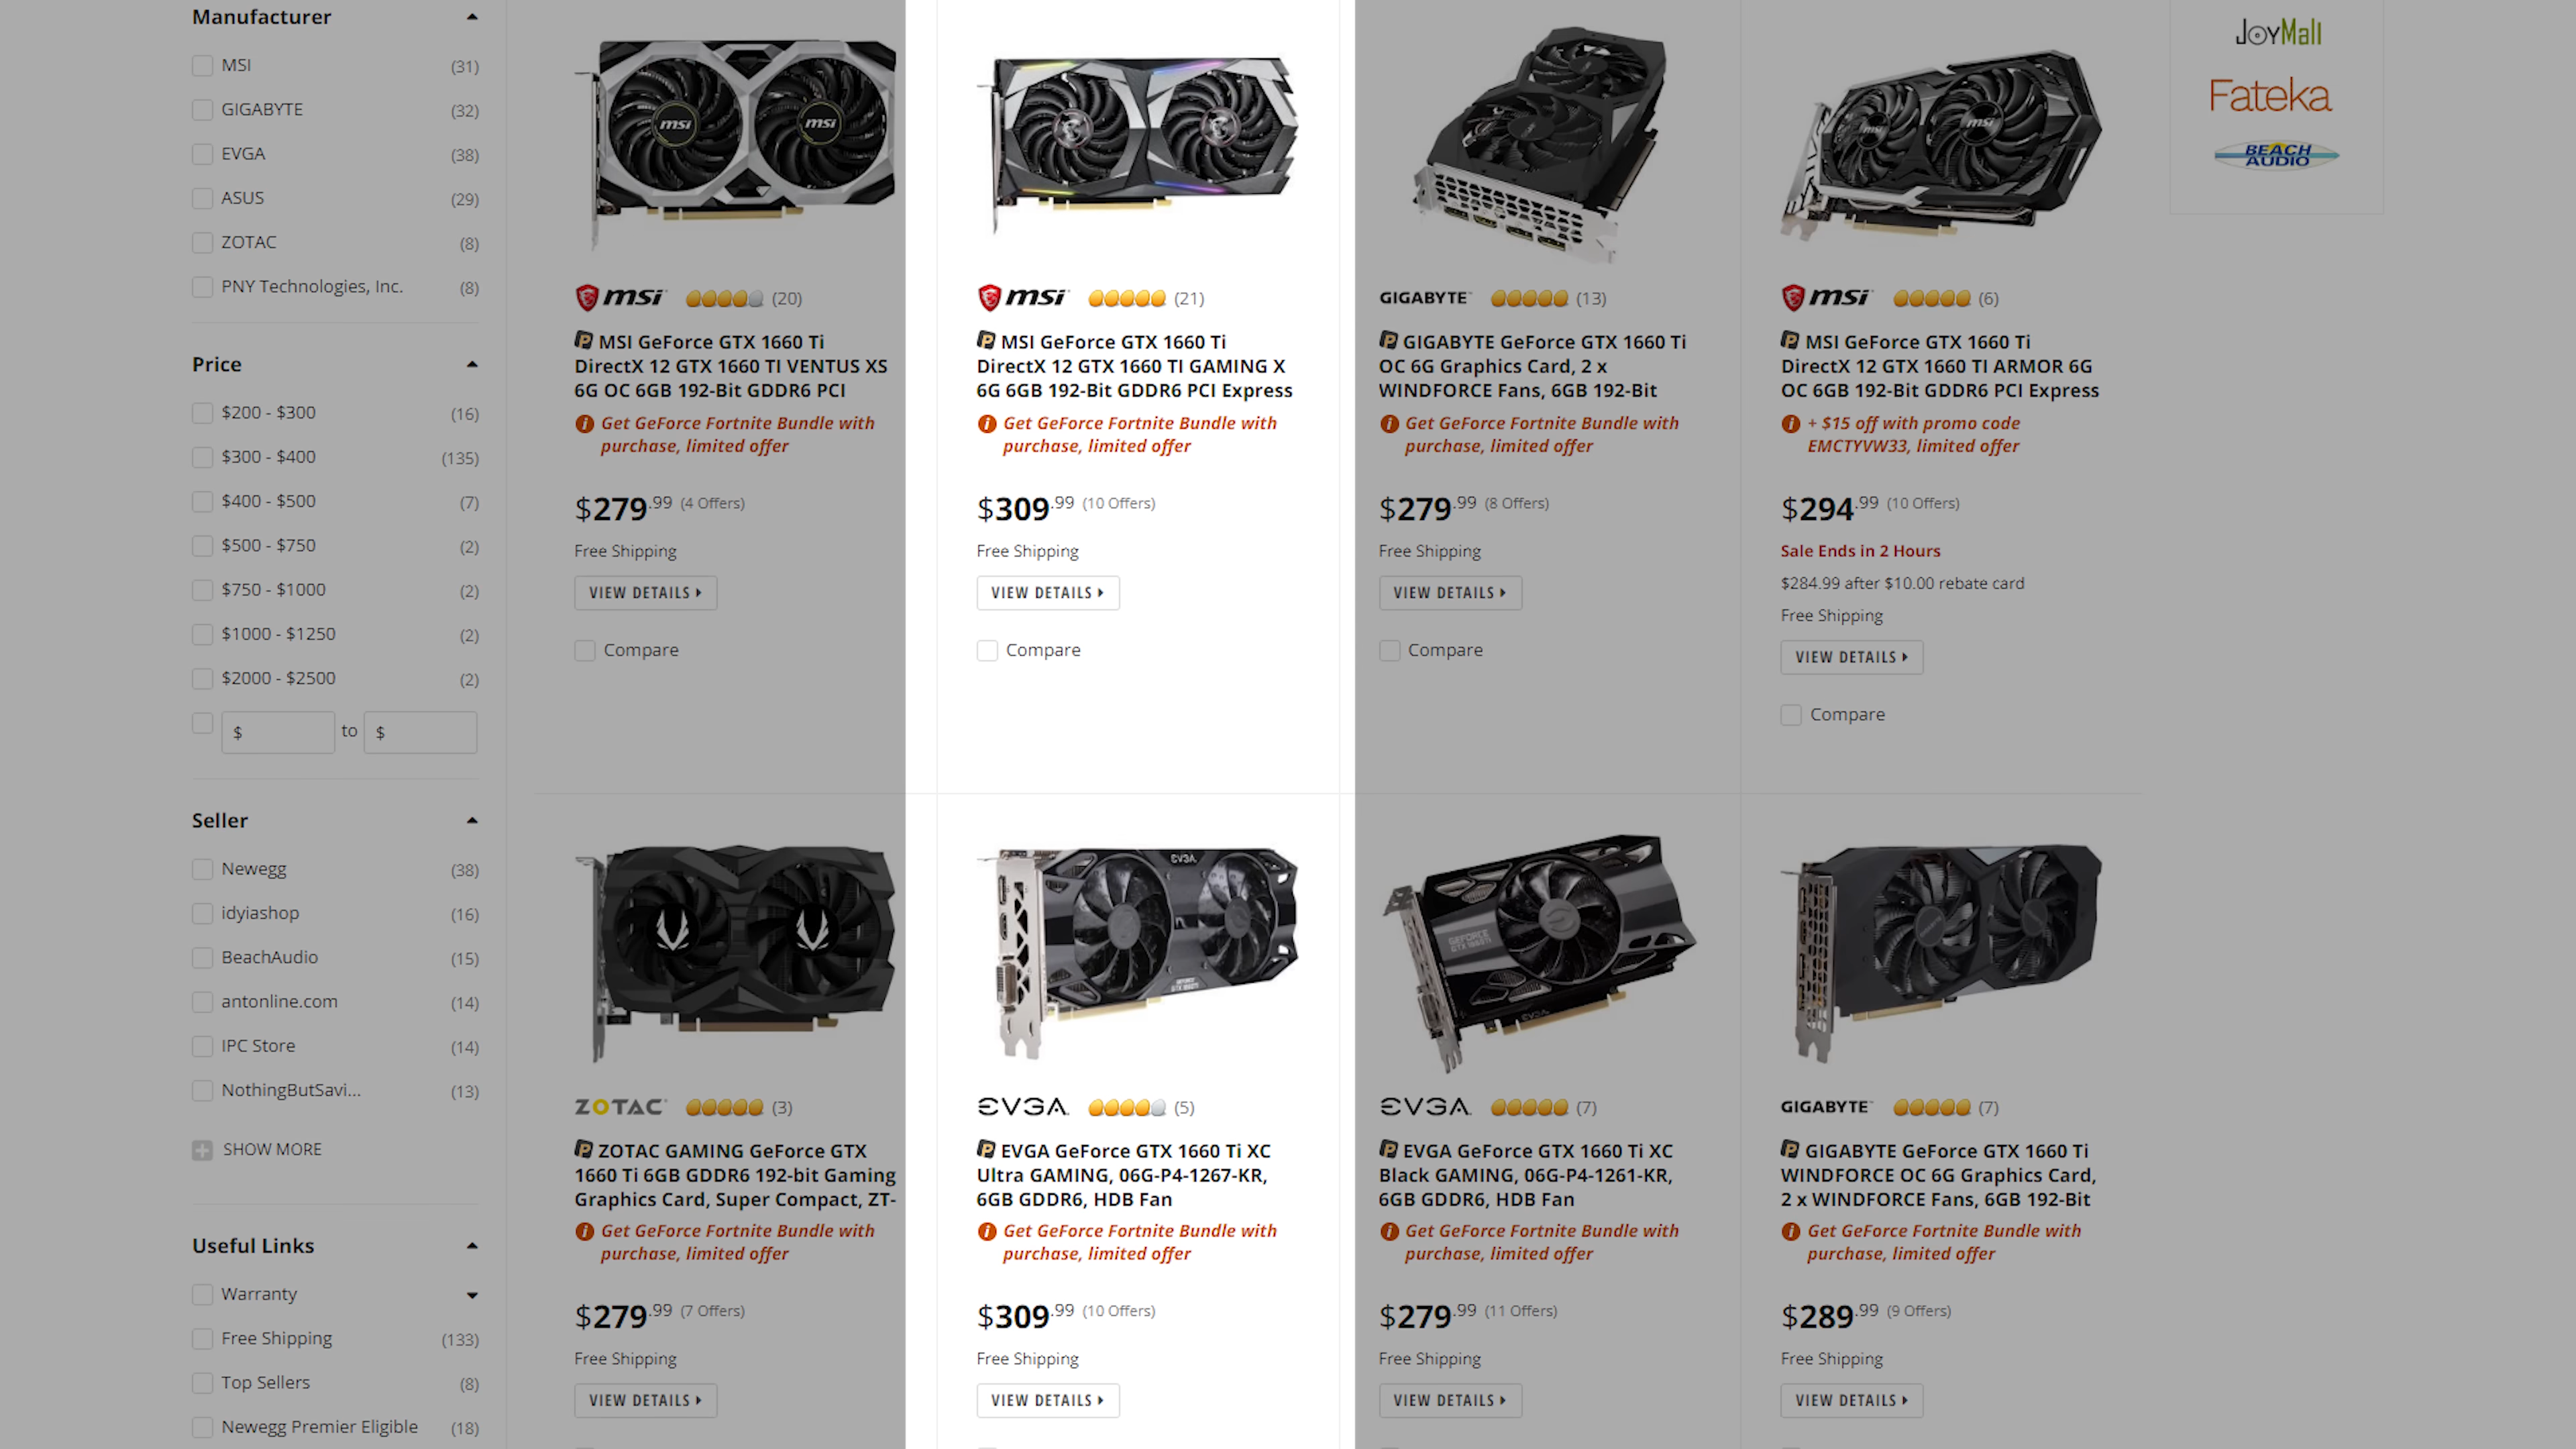 Manufacturer
MSI (31)
GIGABYTE (32)
EVGA (38)
ASUS (29)
ZOTAC (8)
PNY Technologies, Inc. (8)
Price
$200 - $300 (16)
$300 - $400 (135)
$400 - $500 (7)
$500 - $750 (2)
$750 - $1000 (2)
$1000 - $1250 (2)
$2000 - $2500 (2)
$ to $
Seller
Newegg (38)
idyiashop (16)
BeachAudio (15)
antonline.com (14)
IPC Store (14)
NothingButSavi... (13)
SHOW MORE
Useful Links
Warranty
Free Shipping (133)
Top Sellers (8)
Newegg Premier Eligible (18)
msi msi
msi (20)
MSI GeForce GTX 1660 Ti
DirectX 12 GTX 1660 TI VENTUS XS
6G OC 6GB 192-Bit GDDR6 PCI
Get GeForce Fortnite Bundle with
purchase, limited offer
$279.99 (4 Offers)
Free Shipping
VIEW DETAILS
Compare
msi (21)
MSI GeForce GTX 1660 Ti
DirectX 12 GTX 1660 TI GAMING X
6G 6GB 192-Bit GDDR6 PCI Express
Get GeForce Fortnite Bundle with
purchase, limited offer
$309.99 (10 Offers)
Free Shipping
VIEW DETAILS
Compare
GIGABYTE (13)
GIGABYTE GeForce GTX 1660 Ti
OC 6G Graphics Card, 2 x
WINDFORCE Fans, 6GB 192-Bit
Get GeForce Fortnite Bundle with
purchase, limited offer
$279.99 (8 Offers)
Free Shipping
VIEW DETAILS
Compare
msi msi
msi (6)
MSI GeForce GTX 1660 Ti
DirectX 12 GTX 1660 TI ARMOR 6G
OC 6GB 192-Bit GDDR6 PCI Express
+ $15 off with promo code
EMCTYVW33, limited offer
$294.99 (10 Offers)
Sale Ends in 2 Hours
$284.99 after $10.00 rebate card
Free Shipping
VIEW DETAILS
Compare
ZOTAC (3)
ZOTAC GAMING GeForce GTX
1660 Ti 6GB GDDR6 192-bit Gaming
Graphics Card, Super Compact, ZT-
Get GeForce Fortnite Bundle with
purchase, limited offer
$279.99 (7 Offers)
Free Shipping
VIEW DETAILS
EVGA
EVGA (5)
EVGA GeForce GTX 1660 Ti XC
Ultra GAMING, 06G-P4-1267-KR,
6GB GDDR6, HDB Fan
Get GeForce Fortnite Bundle with
purchase, limited offer
$309.99 (10 Offers)
Free Shipping
VIEW DETAILS
GEFORCE
GTX 1660 Ti
EVGA
EVGA (7)
EVGA GeForce GTX 1660 Ti XC
Black GAMING, 06G-P4-1261-KR,
6GB GDDR6, HDB Fan
Get GeForce Fortnite Bundle with
purchase, limited offer
$279.99 (11 Offers)
Free Shipping
VIEW DETAILS
GIGABYTE (7)
GIGABYTE GeForce GTX 1660 Ti
WINDFORCE OC 6G Graphics Card,
2 x WINDFORCE Fans, 6GB 192-Bit
Get GeForce Fortnite Bundle with
purchase, limited offer
$289.99 (9 Offers)
Free Shipping
VIEW DETAILS
JoyMall
Fateka
BEACH
AUDIO